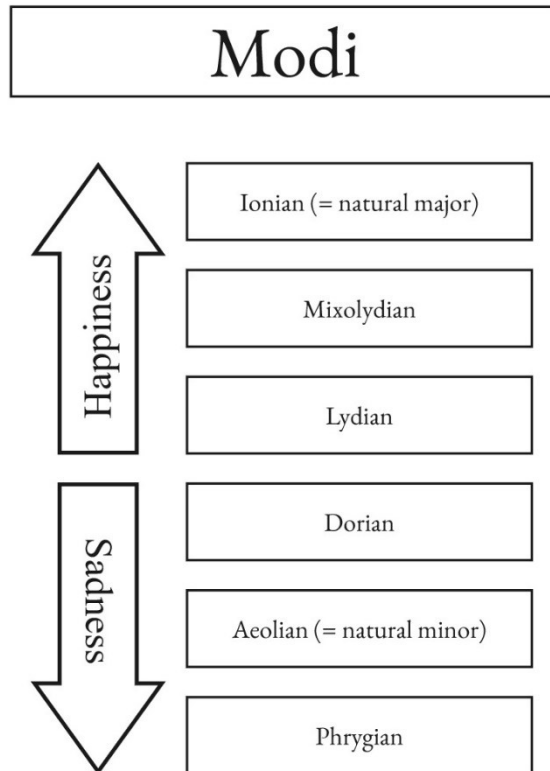 Modi
Happiness
Ionian (= natural major)
Mixolydian
Lydian
Sadness
Dorian
Aeolian (= natural minor)
Phrygian